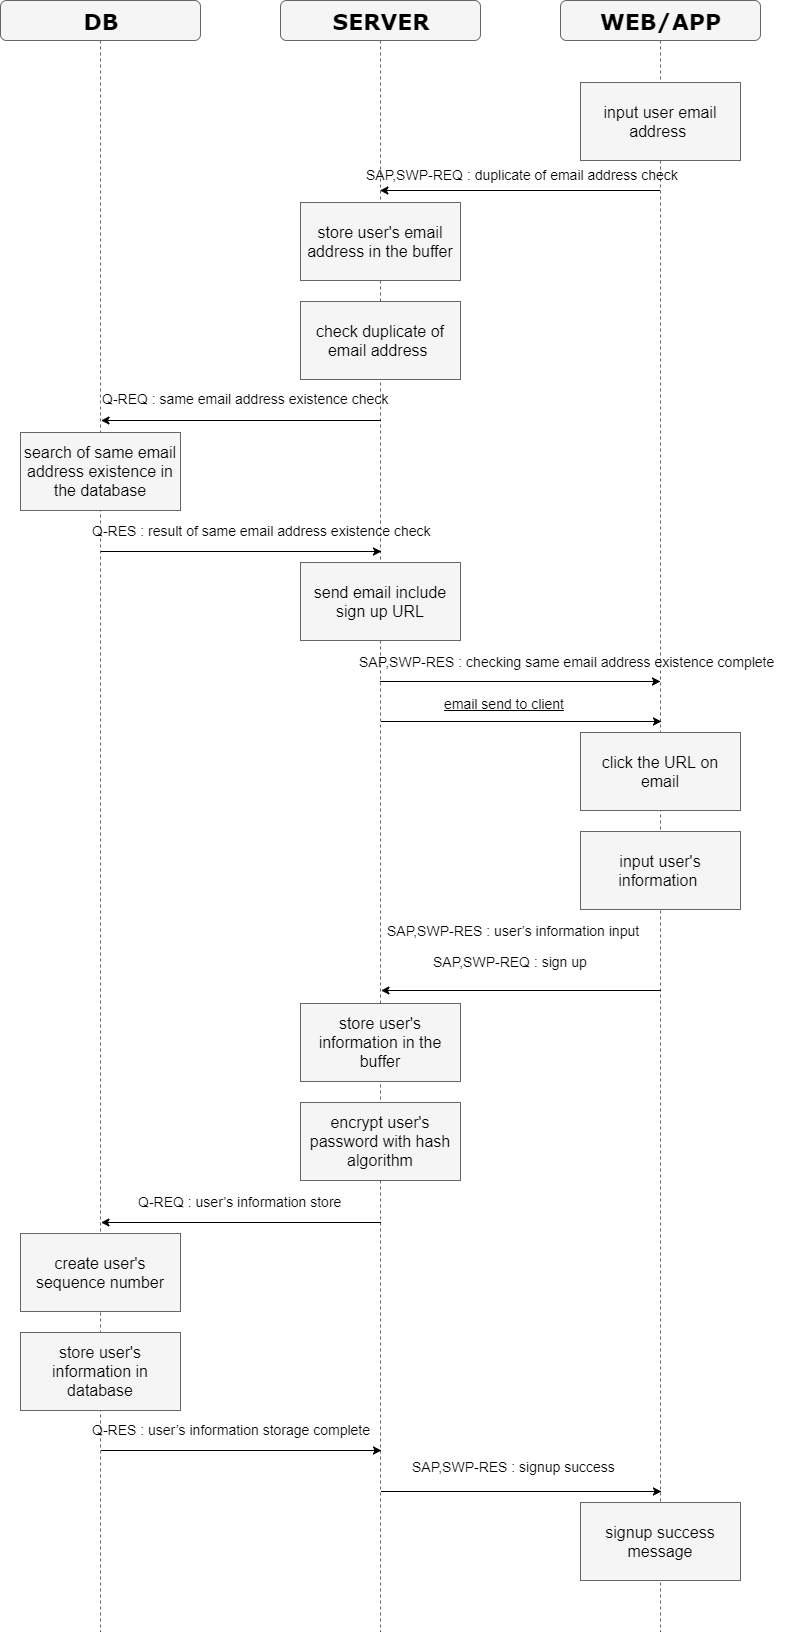 DB
SERVER
WEB/APP
input user email
address
SAP,SWP-REQ : duplicate of email address check
store user's email
address in the buffer
check duplicate of
email address
Q-REQ : same email address existence check
search of same email
address existence in
the database
Q-RES : result of same email address existence check
send email include
sign up URL
SAP,SWP-RES : checking same email address existence complete
email send to client
click the URL on
email
input user's
information
SAP,SWP-RES : user's information input
SAP,SWP-REQ : sign up
store user's
information in the
buffer
encrypt user's
password with hash
algorithm
Q-REQ : user's information store
create user's
sequence number
store user's
information in
database
Q-RES : user's information storage complete
SAP,SWP-RES : signup success
signup success
message